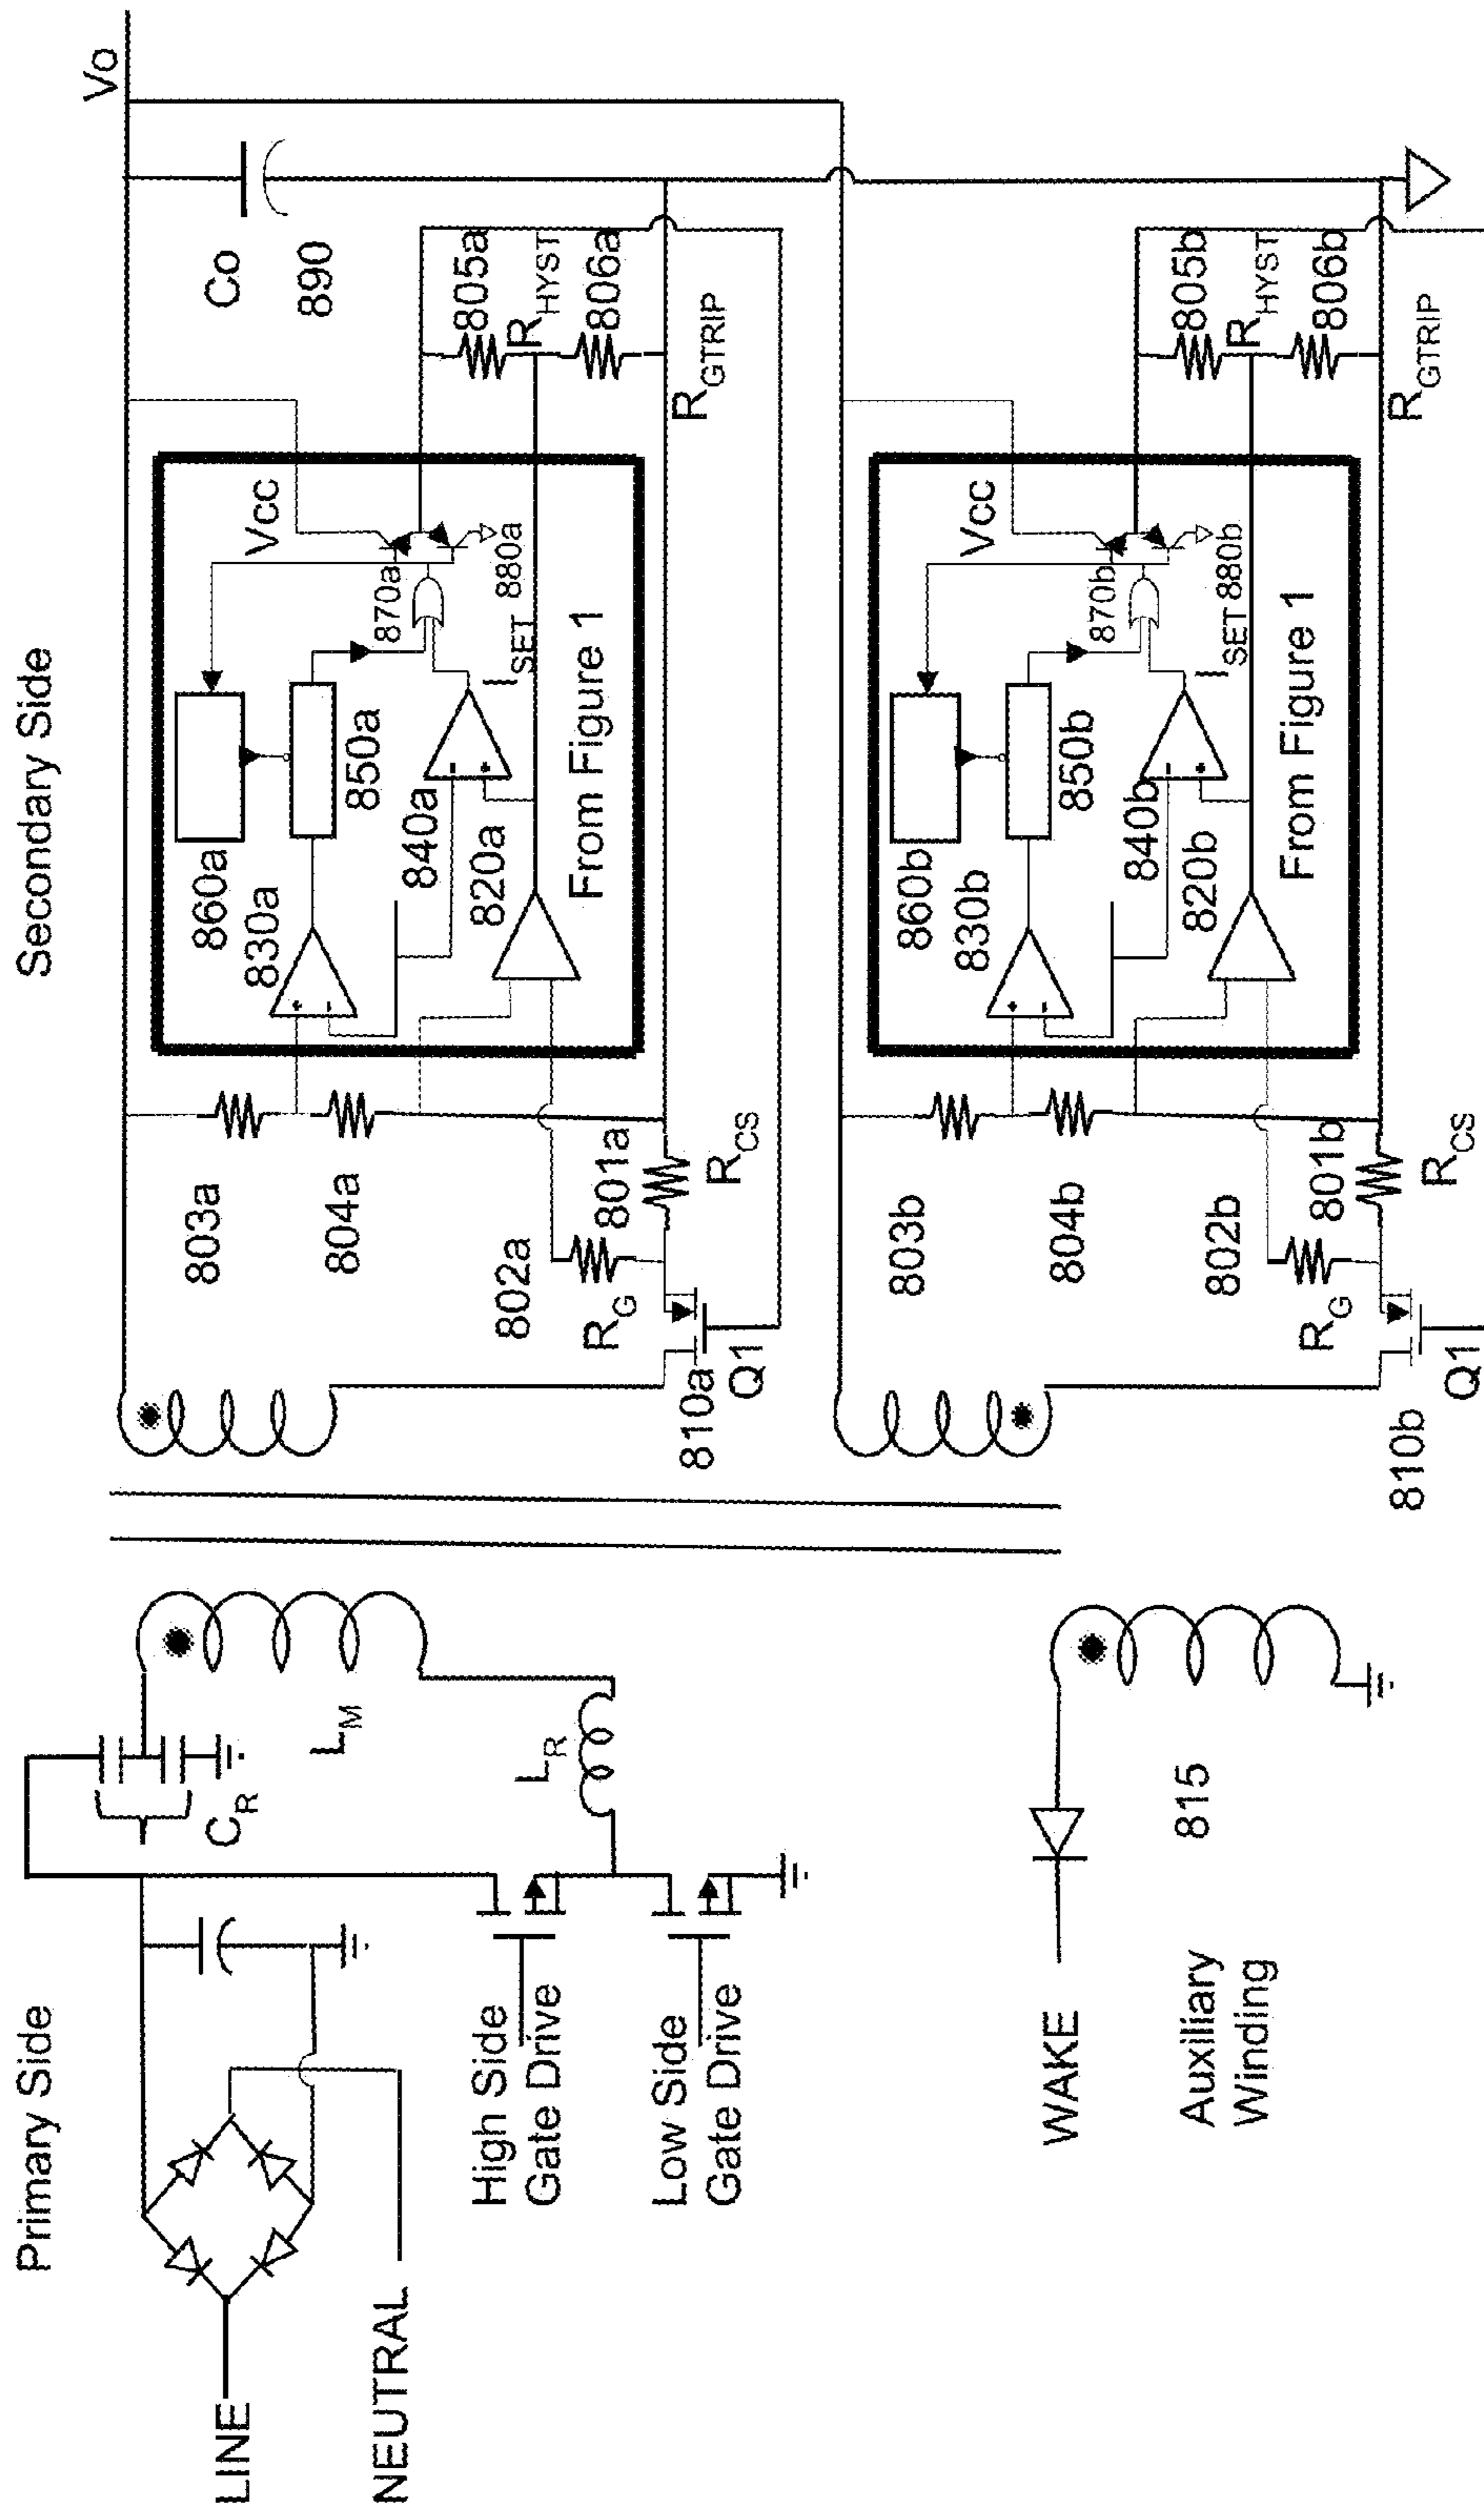 Primary Side
LINE
NEUTRAL
High Side
Gate Drive
Low Side
Gate Drive
CR
LM
LR
WAKE
815
Auxiliary
Winding
Secondary Side
Vo
Co
890
803a
804a
802a
RG
801a
RCS
810a
Q1
860a
830a
850a
840a
820a
870a
Vcc
ISET
880a
From Figure 1
805a
RHYST
806a
RGTRIP
803b
804b
802b
RG
801b
RCS
810b
Q1
860b
830b
850b
840b
820b
870b
Vcc
ISET
880b
From Figure 1
805b
RHYST
806b
RGTRIP